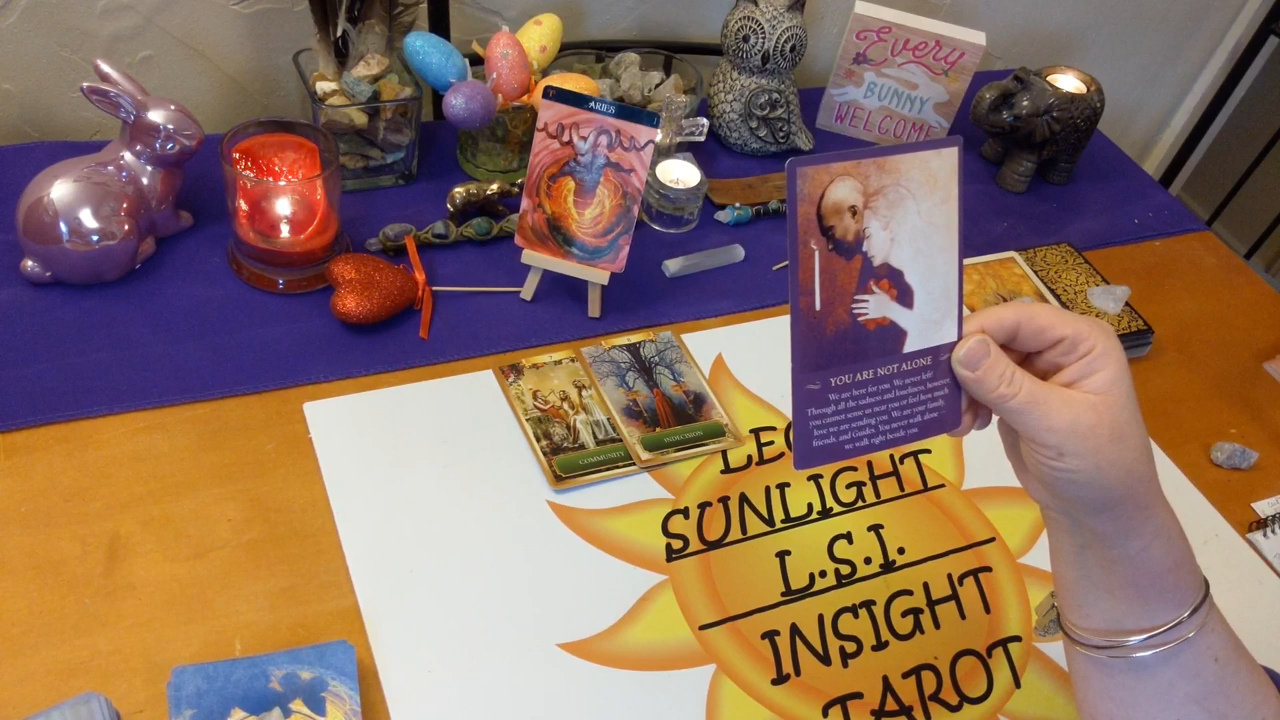 Every
BUNNY
WELCOME
ARIES
YOU ARE NOT ALONE
We are here for you. We never left!
Through all the sadness and loneliness, however,
you cannot sense us near you or feel how much
love we are sending you. We are your family,
friends, and Guides. You never walk alone —
we walk right beside you.
7
COMMUNITY
INDECISION
SUNLIGHT
L.S.I.
INSIGHT
TAROT